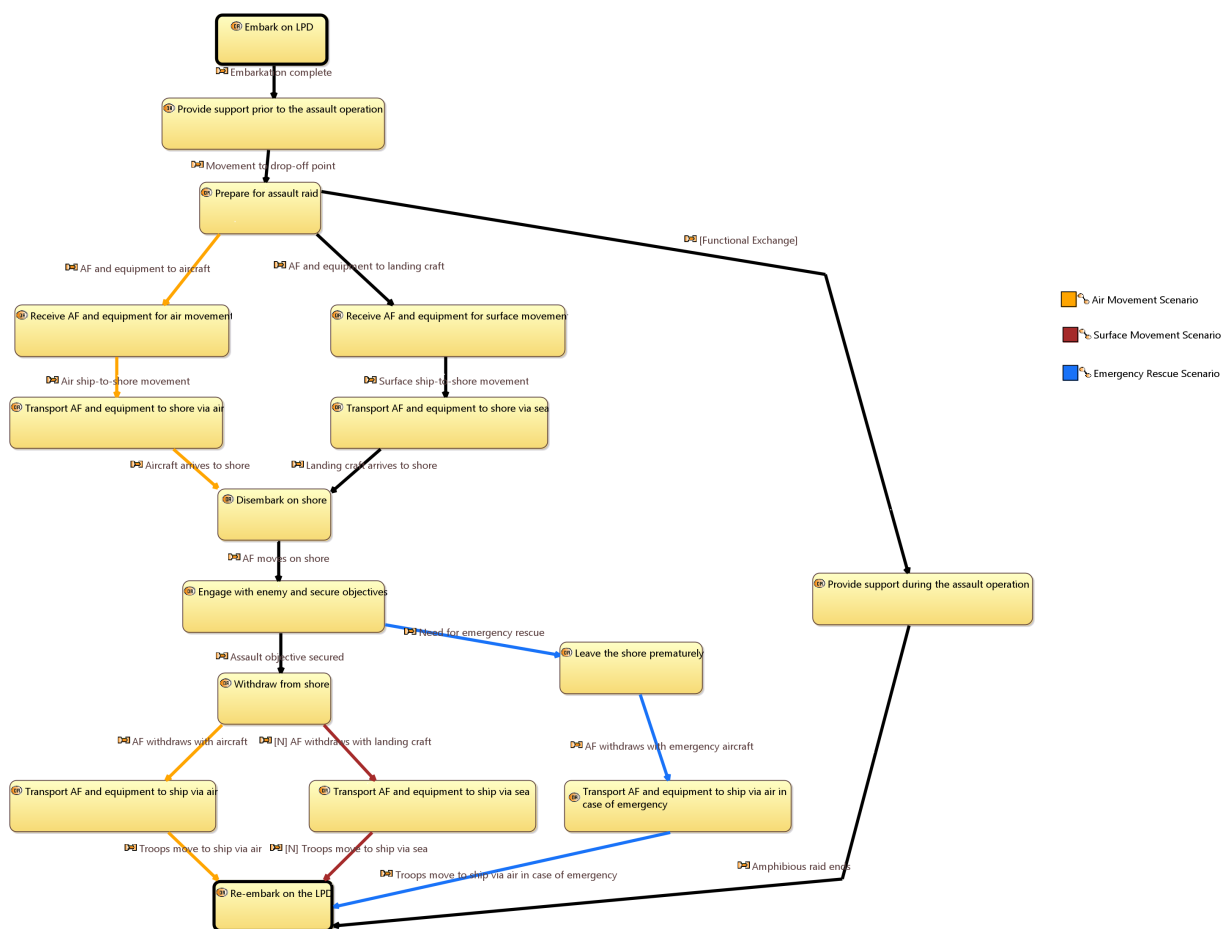 Embark on LPD
Embarkation complete
Provide support prior to the assault operation
Movement to drop-off point
Prepare for assault raid
[Functional Exchange]
AF and equipment to aircraft
AF and equipment to landing craft
Air Movement Scenario
Receive AF and equipment for air movement
Receive AF and equipment for surface movemen
Surface Movement Scenario
Emergency Rescue Scenario
Air ship-to-shore movement
Surface ship-to-shore movement
Transport AF and equipment to shore via air
Transport AF and equipment to shore via sea
Aircraft arrives to shore
Landing craft arrives to shore
Disembark on shore
AF moves on shore
Engage with enemy and secure objectives
Provide support during the assault operation
Need for emergency rescue
Assault objective secured
Leave the shore prematurely
Withdraw from shore
AF withdraws with aircraft
[N] AF withdraws with landing craft
AF withdraws with emergency aircraft
Transport AF and equipment to ship via air
Transport AF and equipment to ship via sea
Transport AF and equipment to ship via air in
case of emergency
Troops move to ship via air
[N] Troops move to ship via sea
Troops move to ship via air in case of emergency
Amphibious raid ends
Re-embark on the LPD